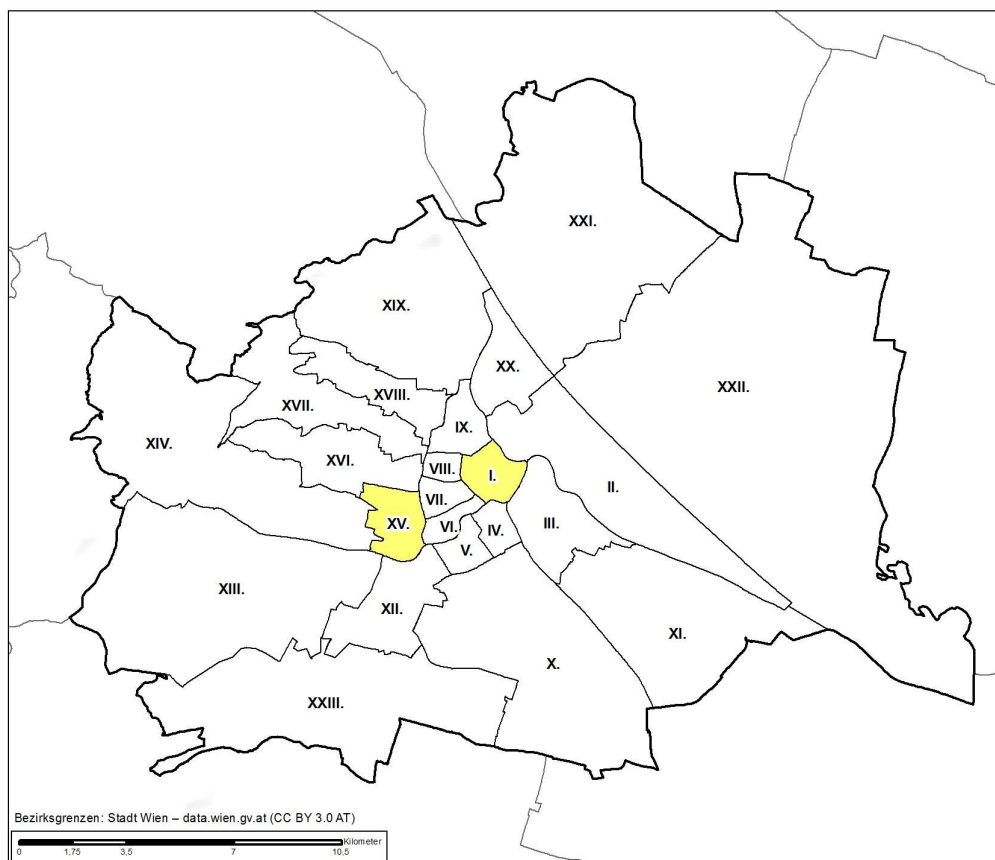 XXI.
XIX.
XX.
XXII.
XVIII.
XVII.
IX.
XIV.
XVI.
VIII.
I.
VII.
II.
XV.
VI.
IV.
III.
V.
XIII.
XII.
XI.
X.
XXIII.
Bezirksgrenzen: Stadt Wien – data.wien.gv.at (CC BY 3.0 AT)
Kilometer
0 1,75 3,5 7 10,5